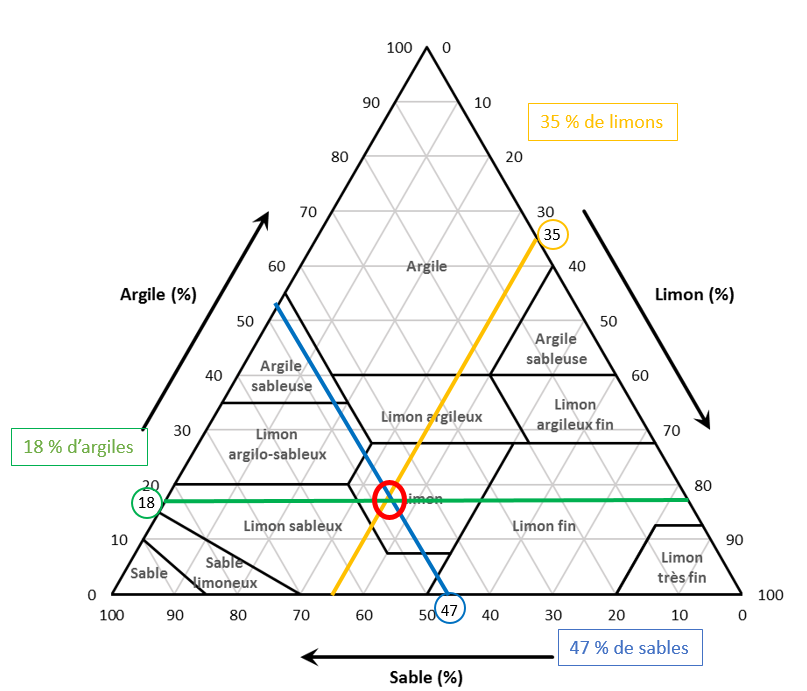 100 0
90 10
35 % de limons
80 20
70 30
35
60 Argile 40
Argile (%) Limon (%)
50 50
Argile
sableuse
Argile
sableuse
40 60
Limon argileux
Limon
argileux fin
30 70
Limon
argilo-sableux
18 % d'argiles
20 80
18
Limon
Limon sableux
Limon fin
10 90
Sable
Sable
limoneux
Limon
très fin
0 100
100 90 80 70 60 50 40 30 20 10 0
47
47 % de sables
Sable (%)